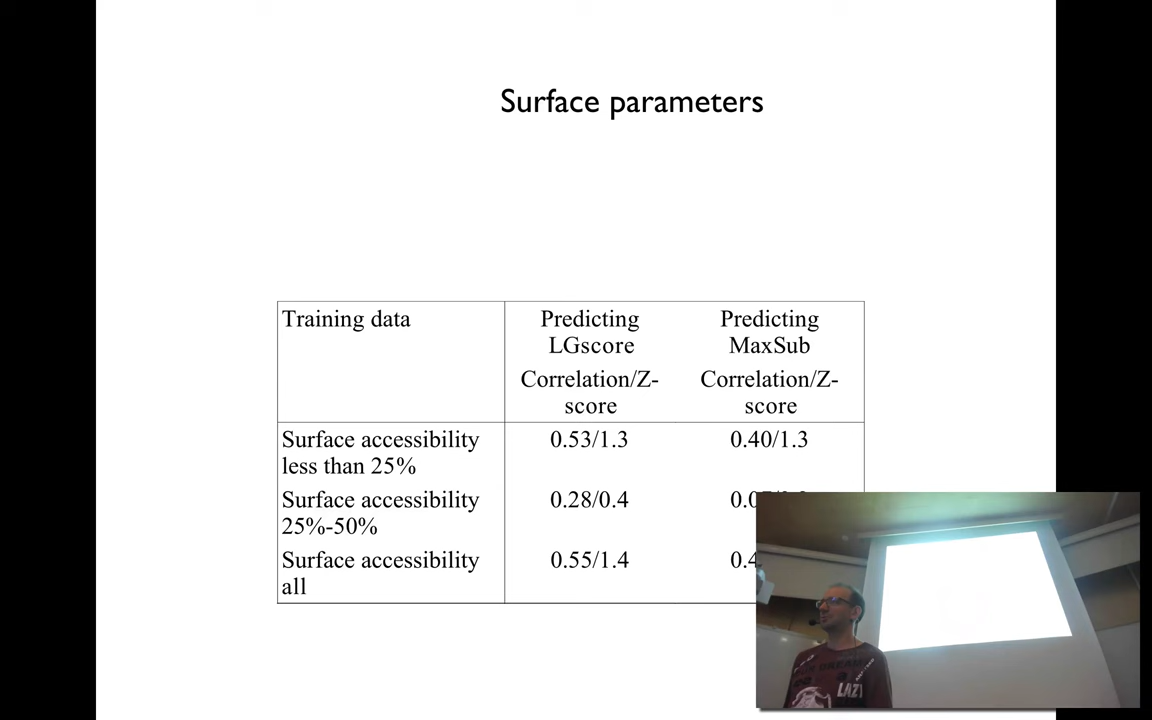 Surface parameters
Training data
Predicting LGscore
Correlation/Z-score
Predicting MaxSub
Correlation/Z-score
Surface accessibility less than 25%
0.53/1.3
0.40/1.3
Surface accessibility 25%-50%
0.28/0.4
Surface accessibility all
0.55/1.4
LAZY